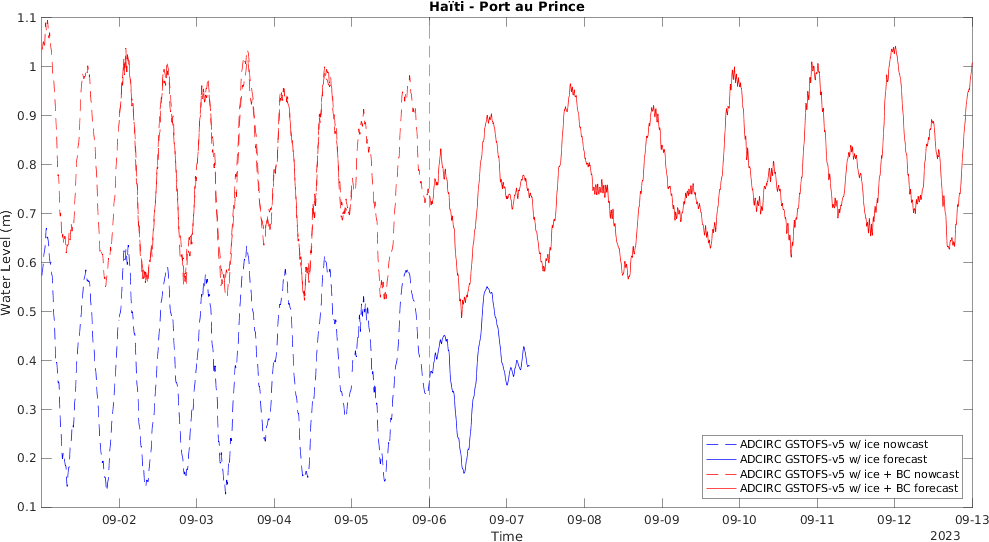 Haïti - Port au Prince
1.1
1
0.9
0.8
0.7
0.6
0.5
0.4
0.3
0.2
0.1
Water Level (m)
ADCIRC GSTOFS-v5 w/ ice nowcast
ADCIRC GSTOFS-v5 w/ ice forecast
ADCIRC GSTOFS-v5 w/ ice + BC nowcast
ADCIRC GSTOFS-v5 w/ ice + BC forecast
09-02 09-03 09-04 09-05 09-06 09-07 09-08 09-09 09-10 09-11 09-12 09-13
Time
2023